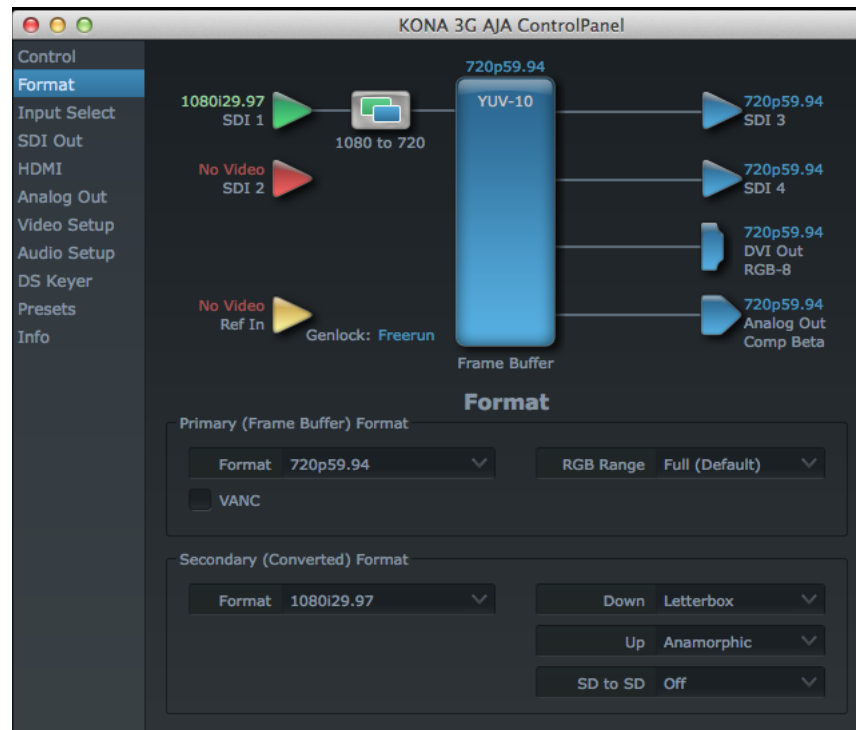 KONA 3G AJA ControlPanel
Control
Format
Input Select
SDI Out
HDMI
Analog Out
Video Setup
Audio Setup
DS Keyer
Presets
Info
720p59.94
YUV-10
1080i29.97
SDI 1
1080 to 720
No Video
SDI 2
No Video
Ref In
Genlock: Freerun
Frame Buffer
720p59.94
SDI 3
720p59.94
SDI 4
720p59.94
DVI Out
RGB-8
720p59.94
Analog Out
Comp Beta
Format
Primary (Frame Buffer) Format
Format 720p59.94
RGB Range Full (Default)
VANC
Secondary (Converted) Format
Format 1080i29.97
Down Letterbox
Up Anamorphic
SD to SD Off